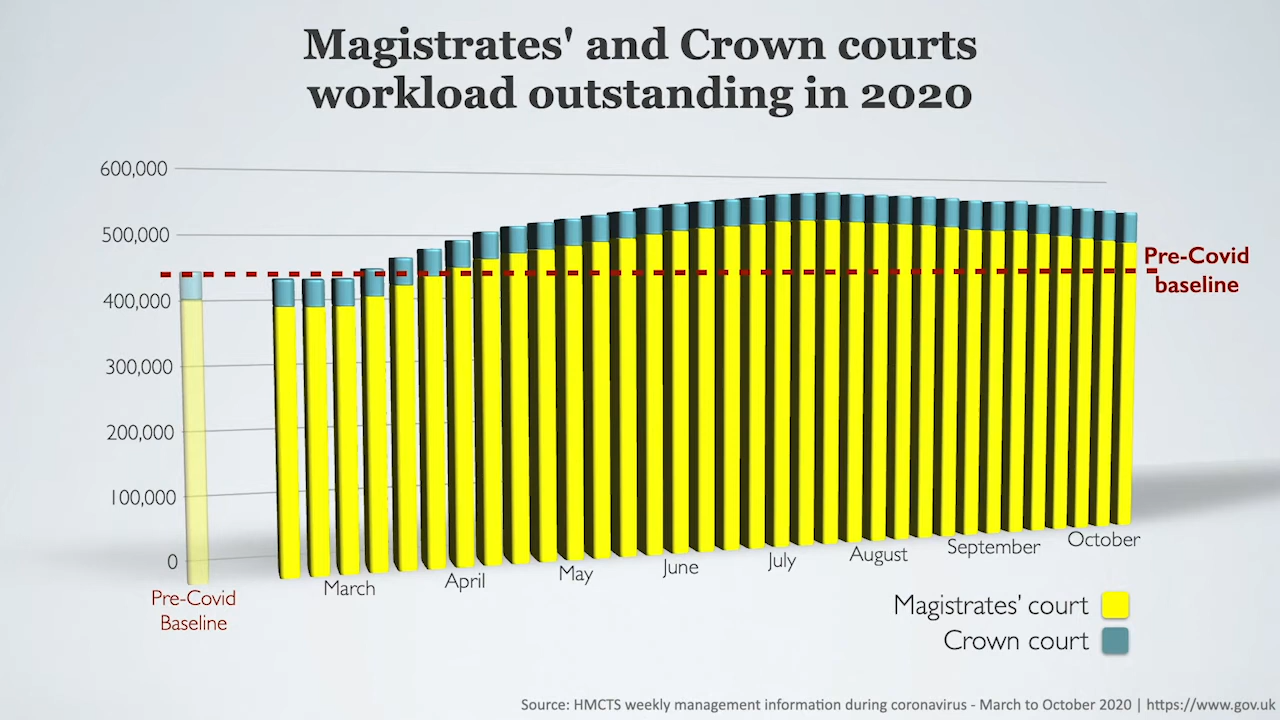 Magistrates' and Crown courts
workload outstanding in 2020
600,000
500,000
400,000
300,000
200,000
100,000
0
Pre-Covid
baseline
Pre-Covid
Baseline
March
April
May
June
July
August
September
October
Magistrates' court
Crown court
Source: HMCTS weekly management information during coronavirus - March to October 2020 | https://www.gov.uk